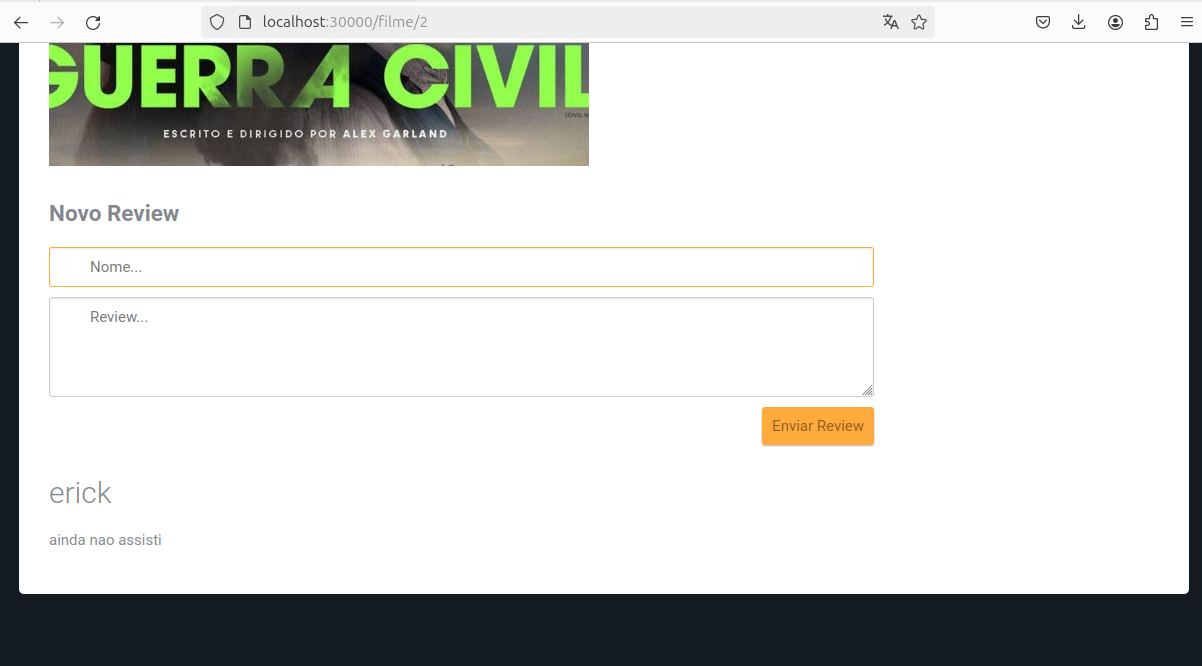 localhost:30000/filme/2
GUERRA CIVIL
ESCRITO E DIRIGIDO POR ALEX GARLAND
Novo Review
Nome...
Review...
Enviar Review
erick
ainda nao assisti